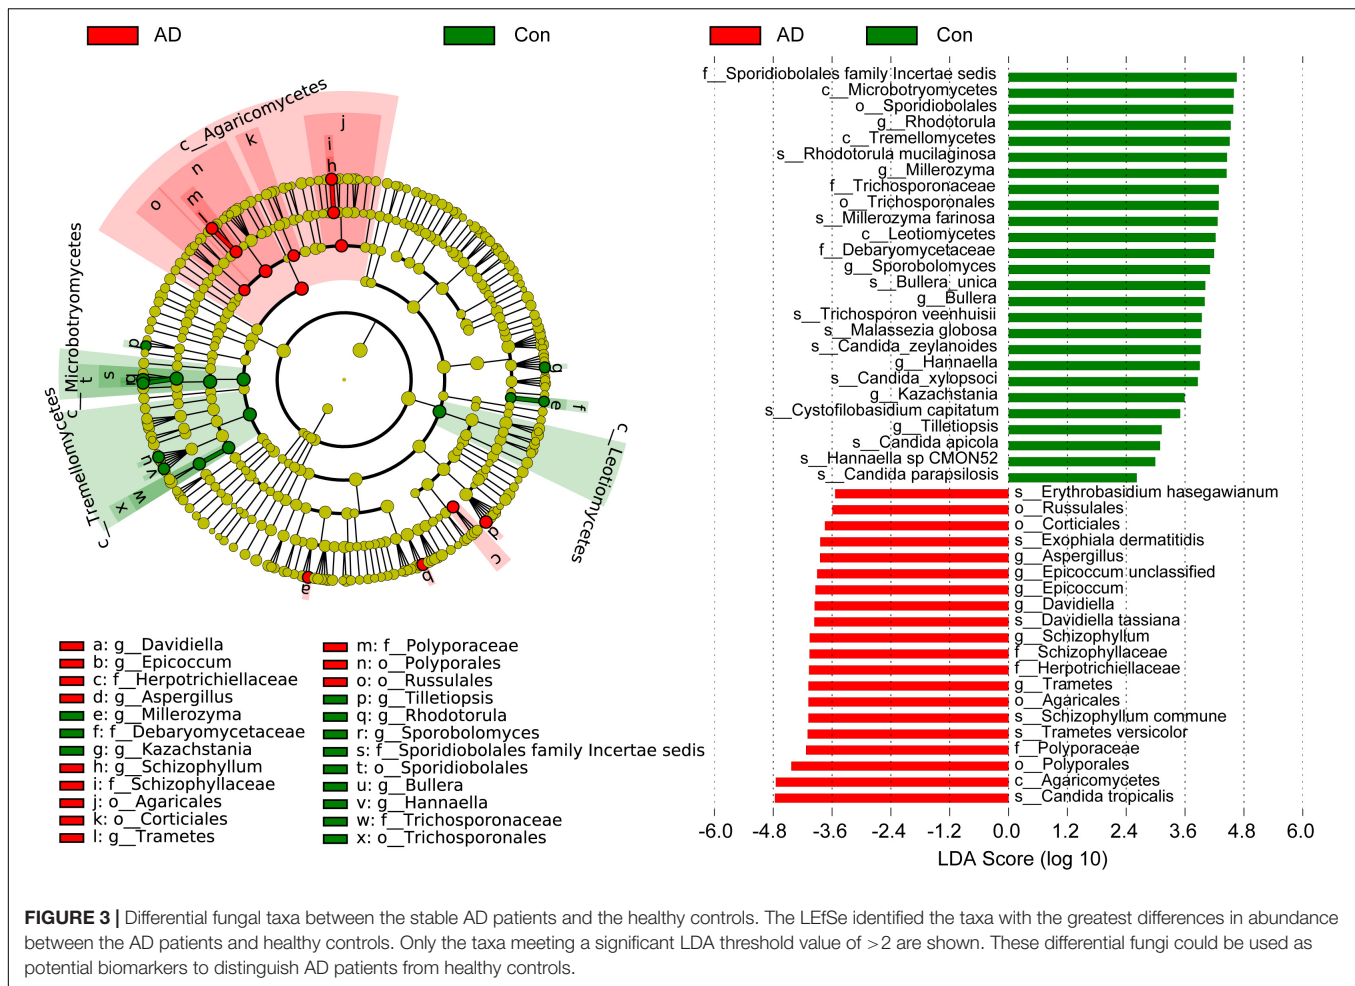 AD
Con
c__Agaricomycetes
j
k
i
h
n
m
o
l
c__Microbotryomycetes
t
s
q
c__Tremellomycetes
v
u
w
x
g
e
f
c__Leotiomycetes
d
c
b
a
a: g__Davidiella
b: g__Epicoccum
c: f__Herpotrichiellaceae
d: g__Aspergillus
e: g__Millerozyma
f: f__Debaryomycetaceae
g: g__Kazachstania
h: g__Schizophyllum
i: f__Schizophyllaceae
j: o__Agaricales
k: o__Corticiales
l: g__Trametes
m: f__Polyporaceae
n: o__Polyporales
o: o__Russulales
p: g__Tilletiopsis
q: g__Rhodotorula
r: g__Sporobolomyces
s: f__Sporidiobolales family Incertae sedis
t: o__Sporidiobolales
u: g__Bullera
v: g__Hannaella
w: f__Trichosporonaceae
x: o__Trichosporonales
AD
Con
f__Sporidiobolales family Incertae sedis
c__Microbotryomycetes
o__Sporidiobolales
g__Rhodotorula
c__Tremellomycetes
s__Rhodotorula mucilaginosa
g__Millerozyma
f__Trichosporonaceae
o__Trichosporonales
s__Millerozyma farinosa
c__Leotiomycetes
f__Debaryomycetaceae
g__Sporobolomyces
s__Bullera_unica
g__Bullera
s__Trichosporon veenhuisii
s__Malassezia globosa
s__Candida_zeylanoides
g__Hannaella
s__Candida_xylopsoci
g__Kazachstania
s__Cystofilobasidium capitatum
g__Tilletiopsis
s__Candida apicola
s__Hannaella sp CMON52
s__Candida parapsilosis
s__Erythrobasidium hasegawianum
o__Russulales
o__Corticiales
s__Exophiala dermatitidis
g__Aspergillus
g__Epicoccum unclassified
g__Epicoccum
g__Davidiella
s__Davidiella tassiana
g__Schizophyllum
f__Schizophyllaceae
f__Herpotrichiellaceae
g__Trametes
o__Agaricales
s__Schizophyllum commune
s__Trametes versicolor
f__Polyporaceae
o__Polyporales
c__Agaricomycetes
s__Candida tropicalis
-6.0 -4.8 -3.6 -2.4 -1.2 0.0 1.2 2.4 3.6 4.8 6.0
LDA Score (log 10)
FIGURE 3 | Differential fungal taxa between the stable AD patients and the healthy controls. The LEfSe identified the taxa with the greatest differences in abundance
between the AD patients and healthy controls. Only the taxa meeting a significant LDA threshold value of >2 are shown. These differential fungi could be used as
potential biomarkers to distinguish AD patients from healthy controls.